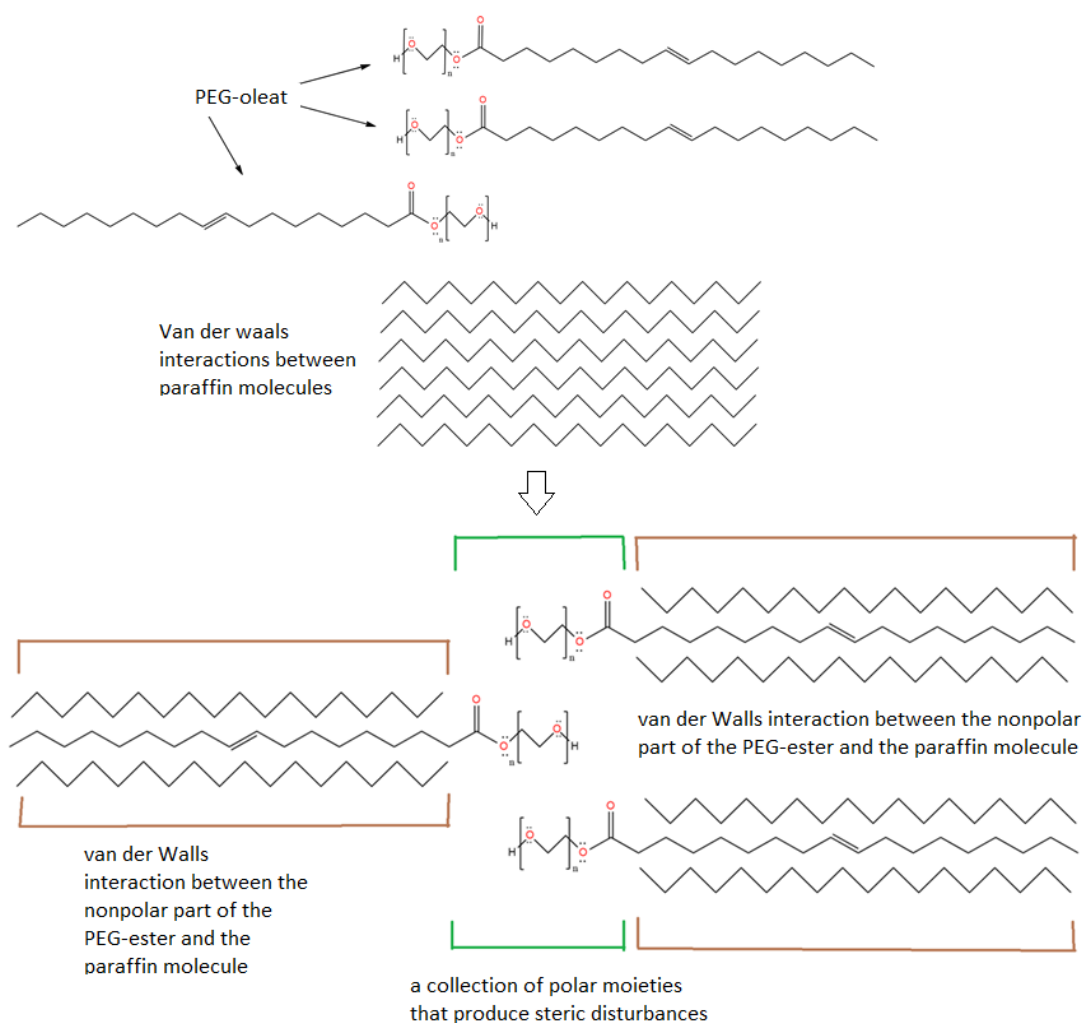 O
H
O
n
O
O
PEG-oleat
H
O
n
O
O
O
n
O
H
Van der waals
interactions between
paraffin molecules
O
H
O
n
O
O
O
n
O
H
van der Walls interaction between the nonpolar
part of the PEG-ester and the paraffin molecule
O
H
O
n
O
van der Walls
interaction between the
nonpolar part of the
PEG-ester and the
paraffin molecule
a collection of polar moieties
that produce steric disturbances